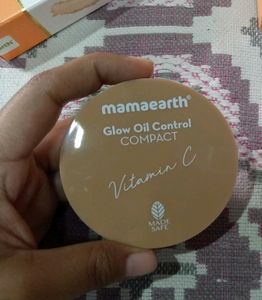 mamaearth®
Glow Oil Control
COMPACT
Vitamin C
MADE
SAFE